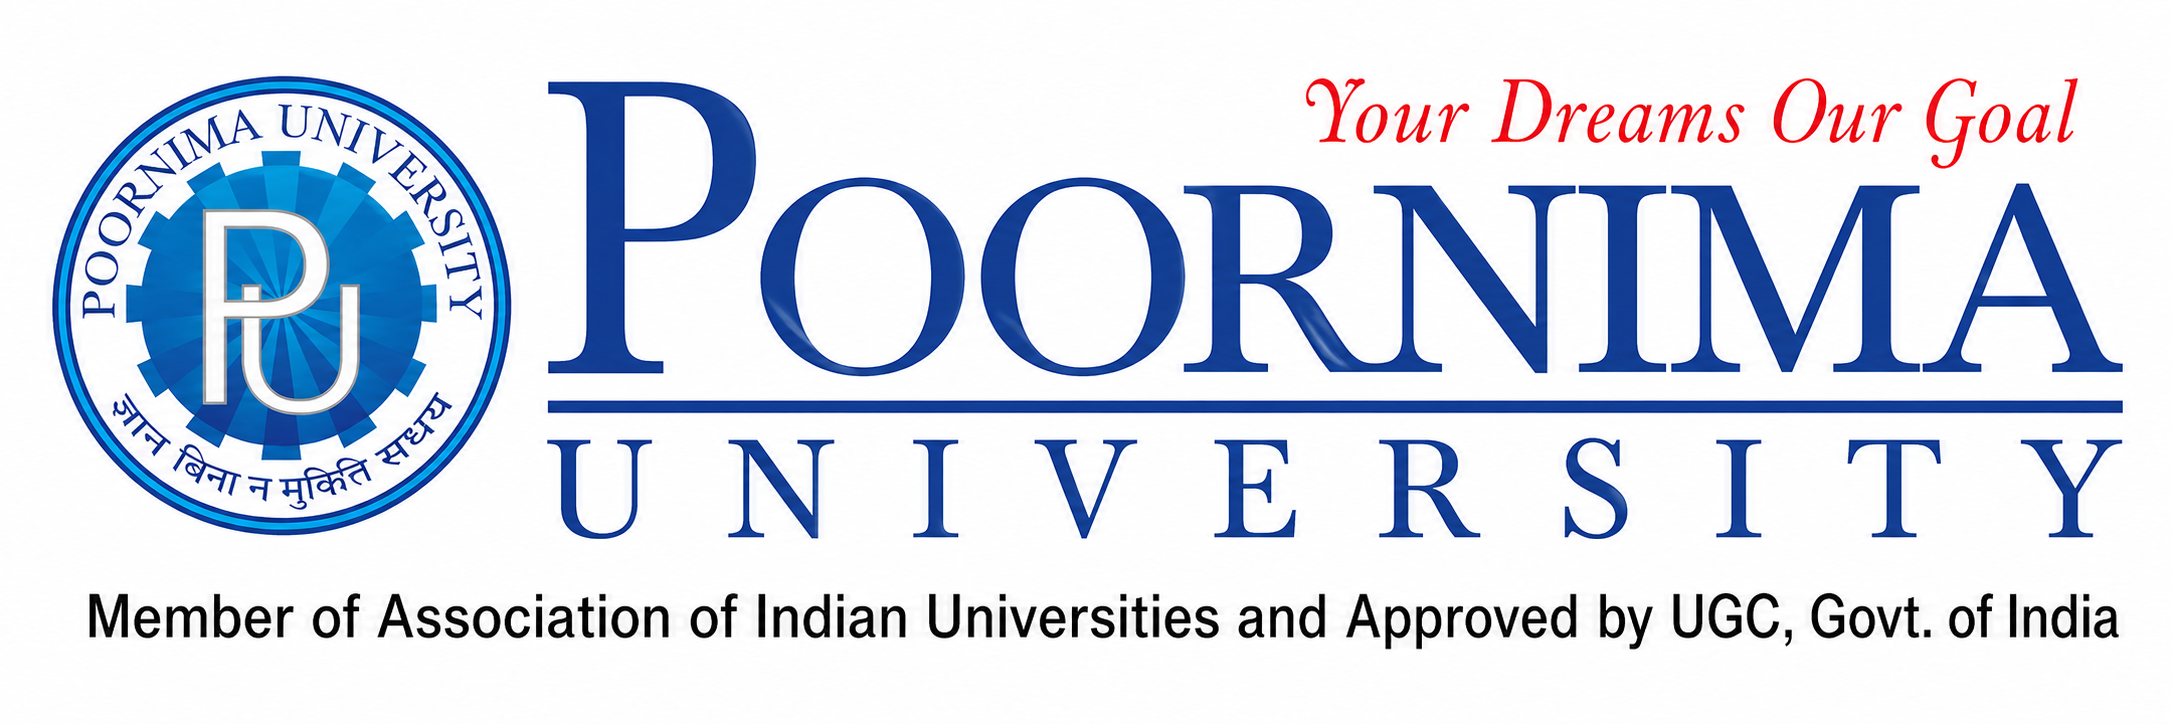 POORNIMA UNIVERSITY
PU
ज्ञान बिना न मुकिति सधय
Your Dreams Our Goal
POORNIMA
UNIVERSITY
Member of Association of Indian Universities and Approved by UGC, Govt. of India